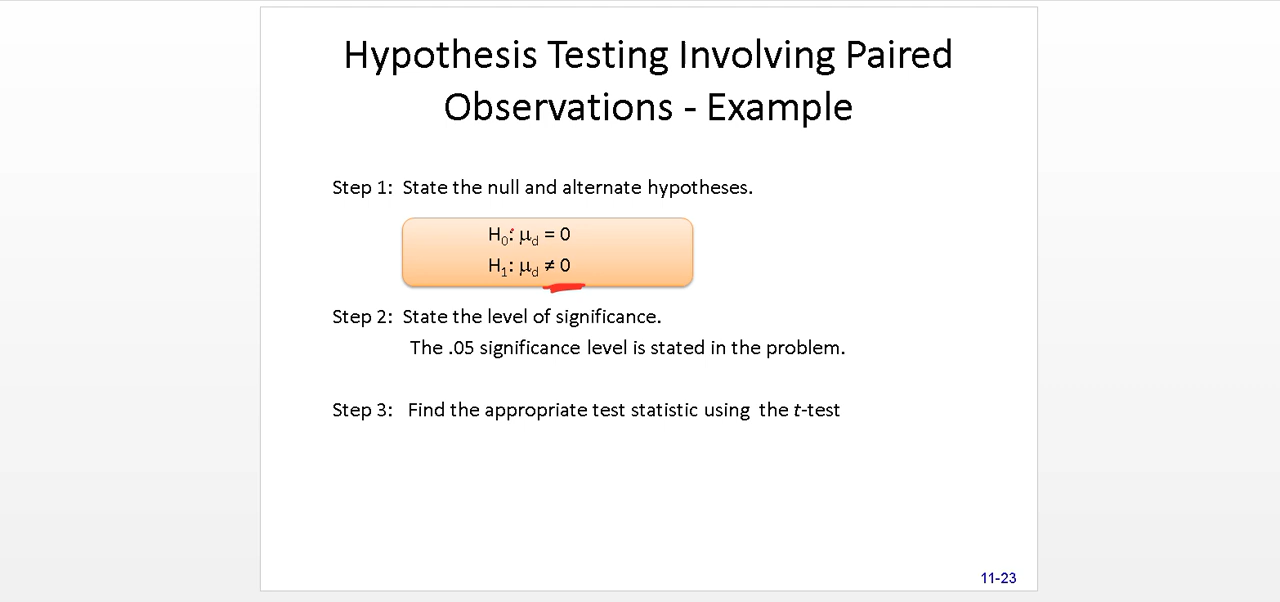 Hypothesis Testing Involving Paired
Observations - Example
Step 1: State the null and alternate hypotheses.
H₀: μd = 0
H₁: μd ≠ 0
Step 2: State the level of significance.
The .05 significance level is stated in the problem.
Step 3: Find the appropriate test statistic using the t-test
11-23